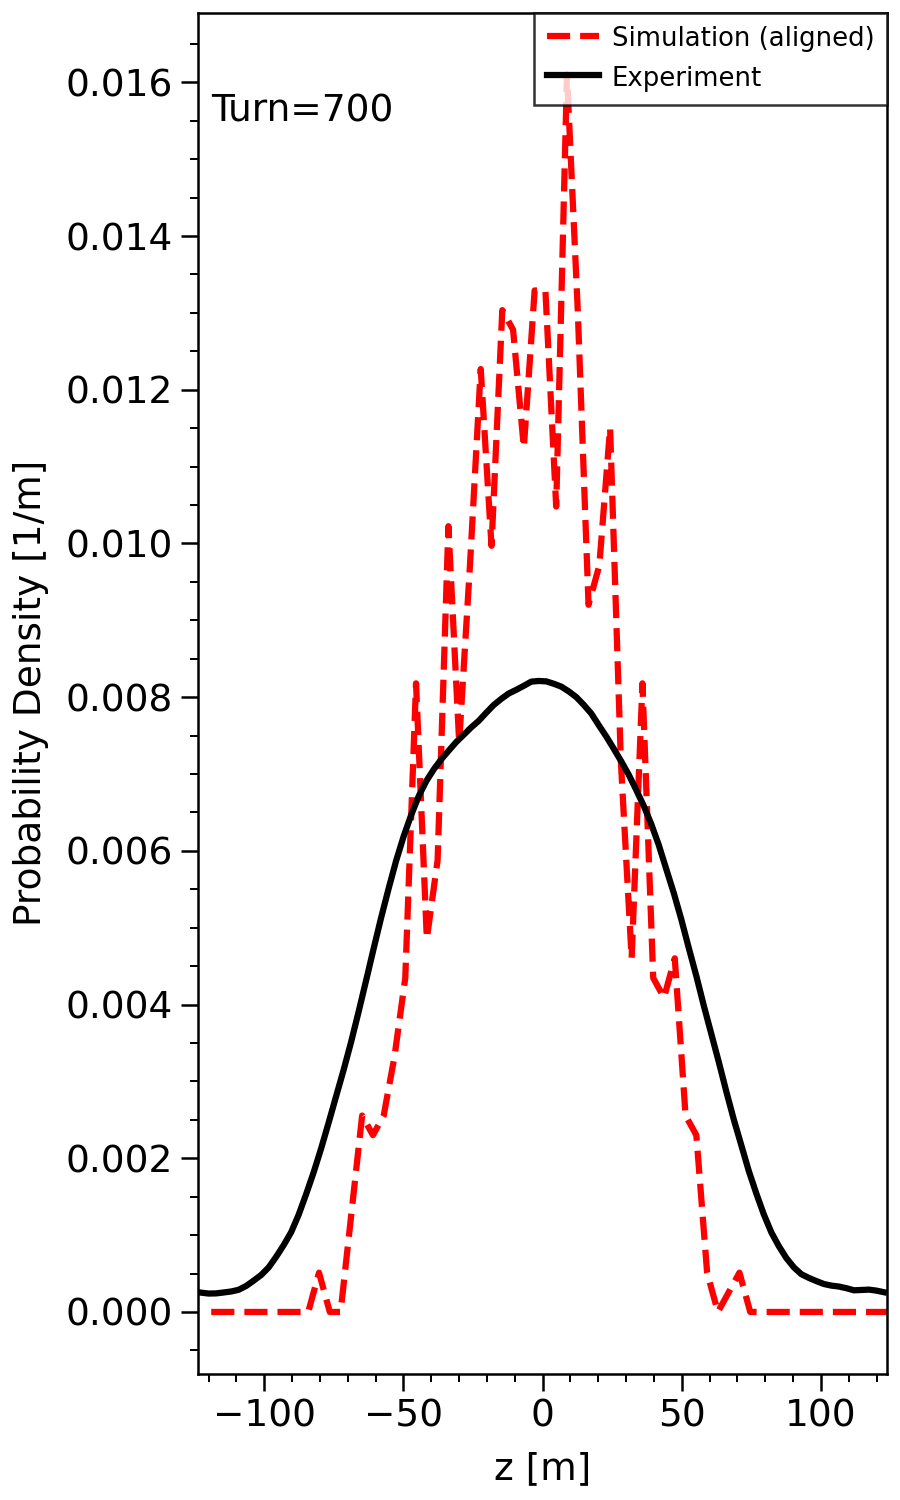 Simulation (aligned)
Experiment
Turn=700
0.016
0.014
0.012
0.010
0.008
0.006
0.004
0.002
0.000
Probability Density [1/m]
−100 −50 0 50 100
z [m]